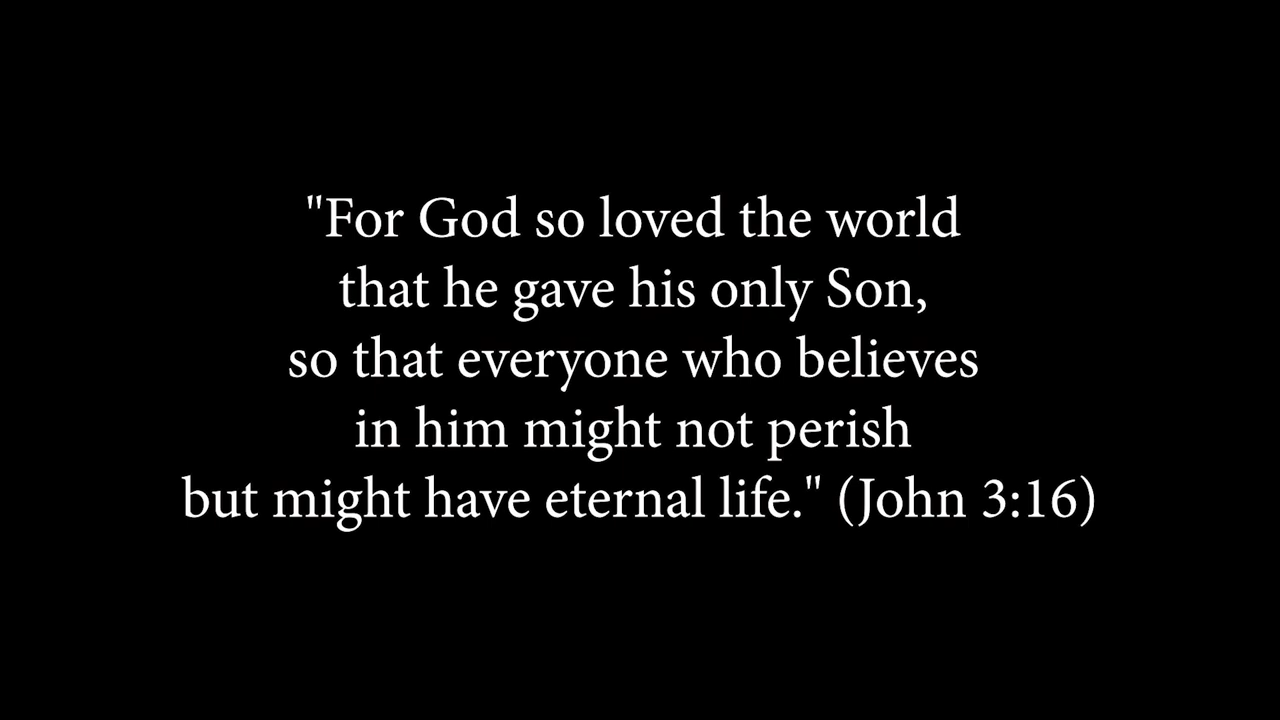 "For God so loved the world
that he gave his only Son,
so that everyone who believes
in him might not perish
but might have eternal life." (John 3:16)